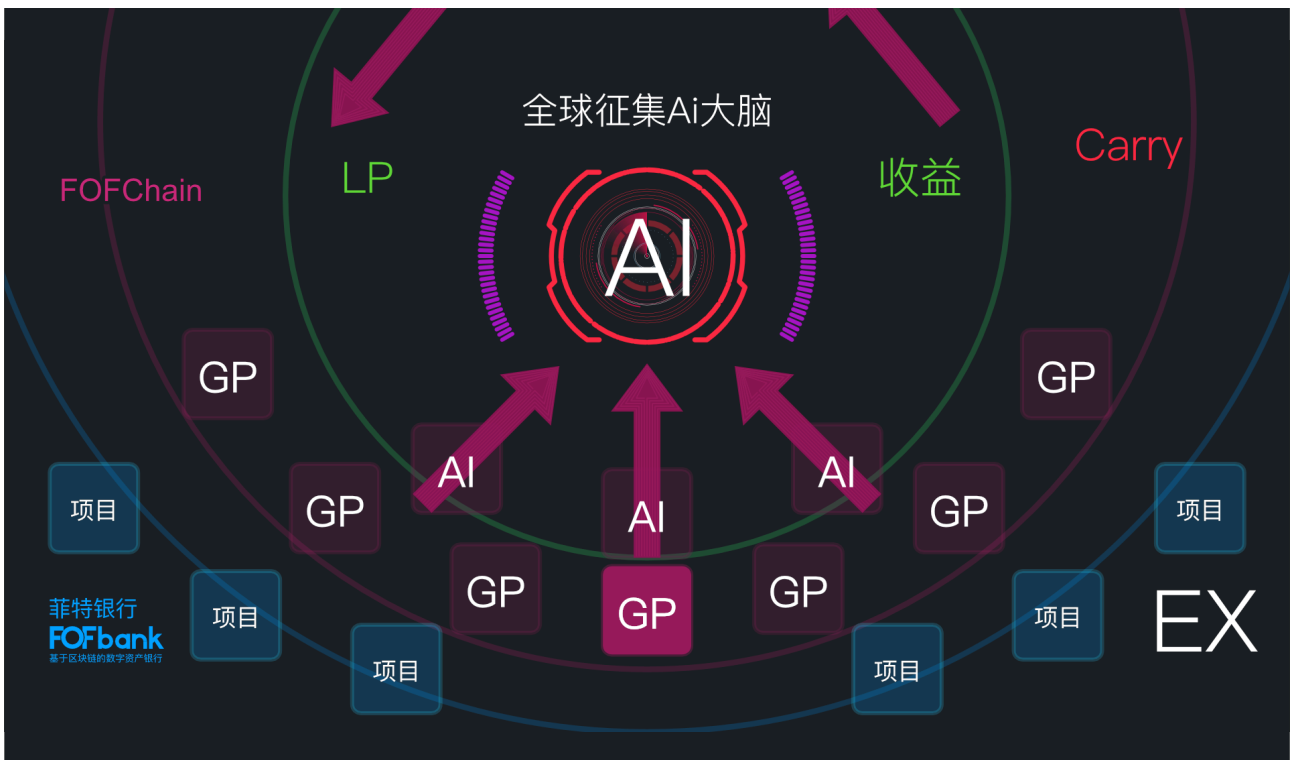 全球征集Ai大脑
Carry
LP
收益
FOFChain
AI
GP
GP
AI
AI
GP
GP
AI
GP
项目
项目
GP
GP
GP
菲特银行
FOFbank
基于区块链的数字资产银行
项目
项目
EX
项目
项目